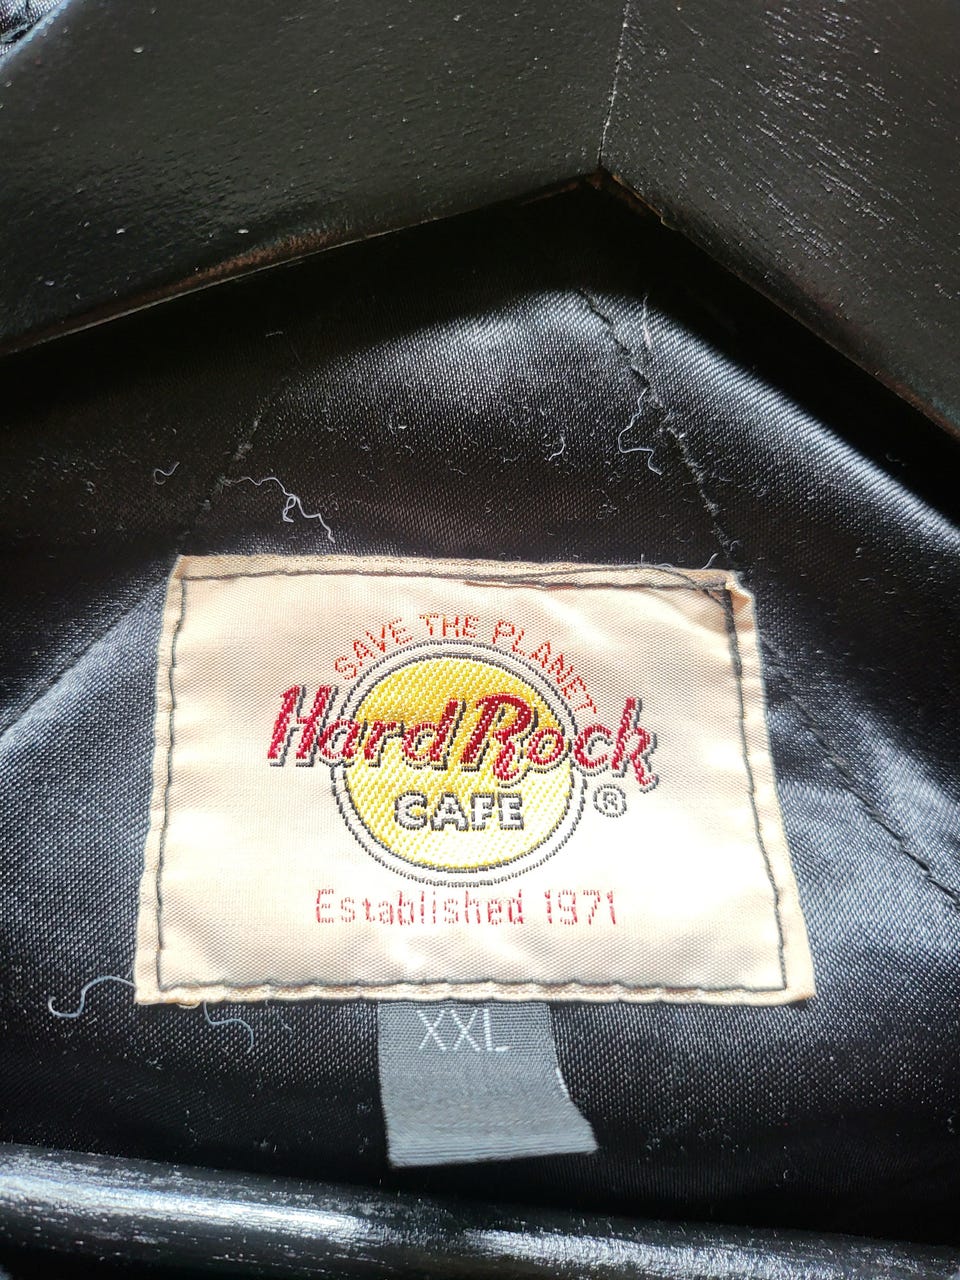 SAVE THE PLANET
Hard Rock
CAFE
®
Established 1971
XXL